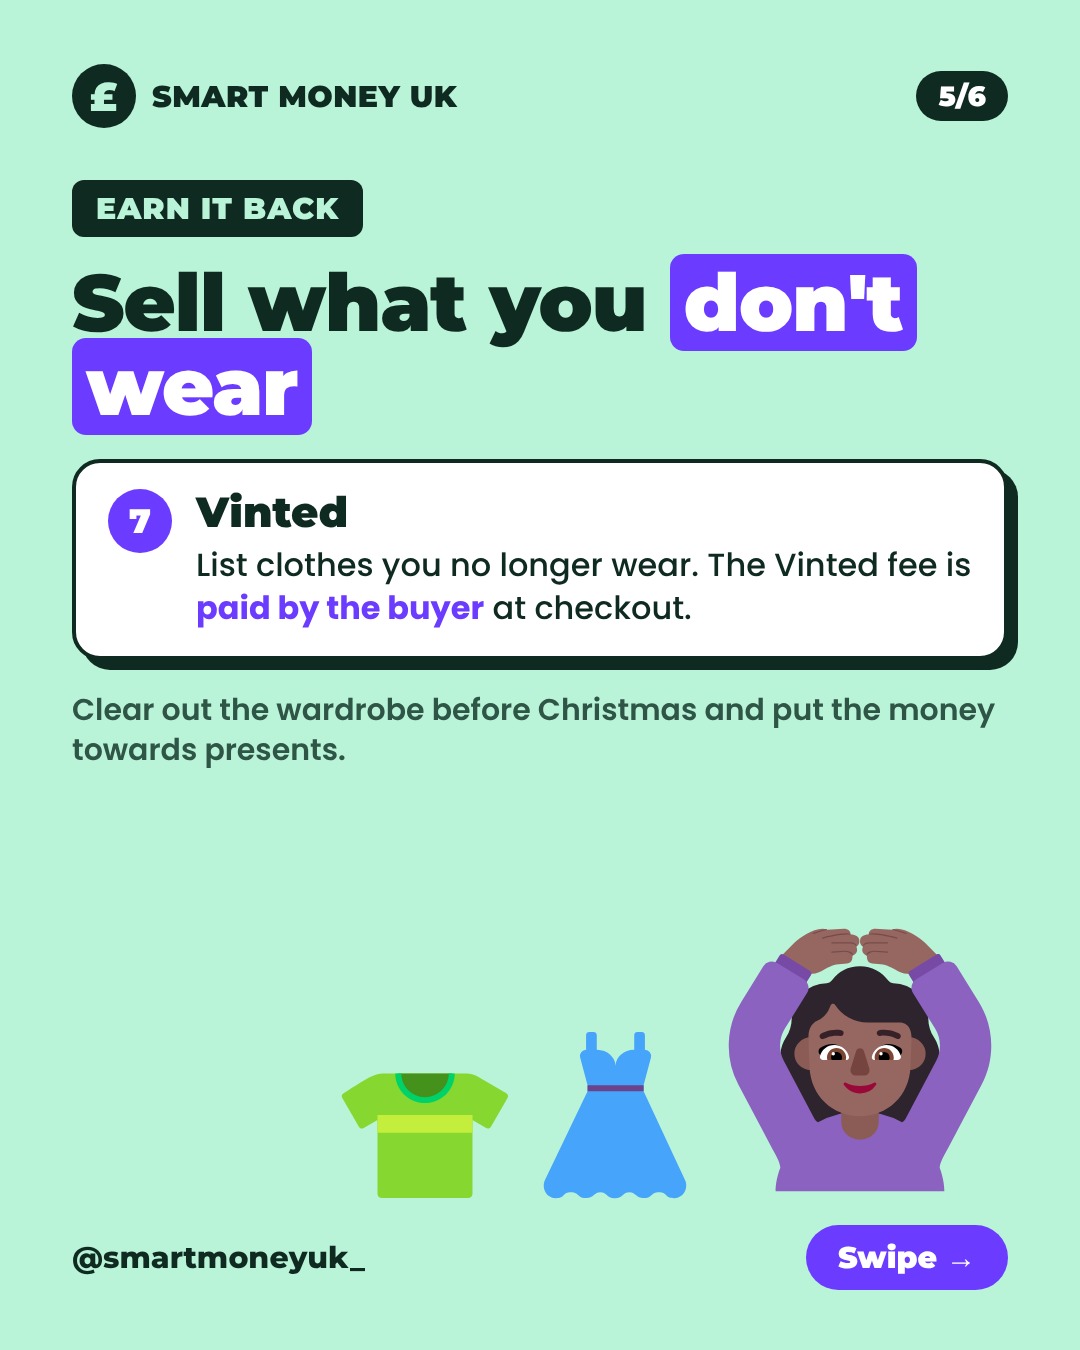 £ SMART MONEY UK
5/6
EARN IT BACK
Sell what you don't
wear
7
Vinted
List clothes you no longer wear. The Vinted fee is
paid by the buyer at checkout.
Clear out the wardrobe before Christmas and put the money
towards presents.
@smartmoneyuk_
Swipe →